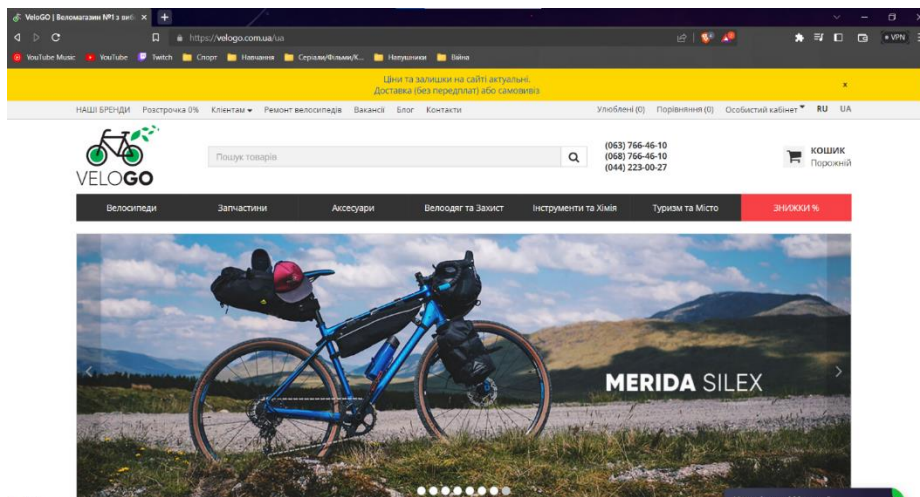 VeloGO | Веломагазин №1 з виб
https://velogo.com.ua/ua
VPN
YouTube Music YouTube Twitch Спорт Навчання Серіали/Фільми/К... Навушники Війна
Ціни та залишки на сайті актуальні.
Доставка (без передплат) або самовивіз
x
НАШІ БРЕНДИ Розстрочка 0% Клієнтам Ремонт велосипедів Вакансії Блог Контакти Улюблені (0) Порівняння (0) Особистий кабінет RU UA
VELOGO
Пошук товарів
(063) 766-46-10
(068) 766-46-10
(044) 223-00-27
КОШИК
Порожній
Велосипеди Запчастини Аксесуари Велоодяг та Захист Інструменти та Хімія Туризм та Місто ЗНИЖКИ %
MERIDA SILEX